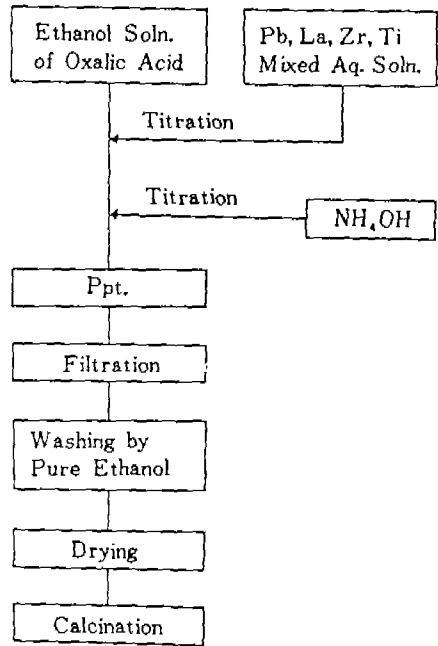 Ethanol Soln.
of Oxalic Acid
Pb, La, Zr, Ti
Mixed Aq. Soln.
Titration
Titration
NH₄OH
Ppt.
Filtration
Washing by
Pure Ethanol
Drying
Calcination